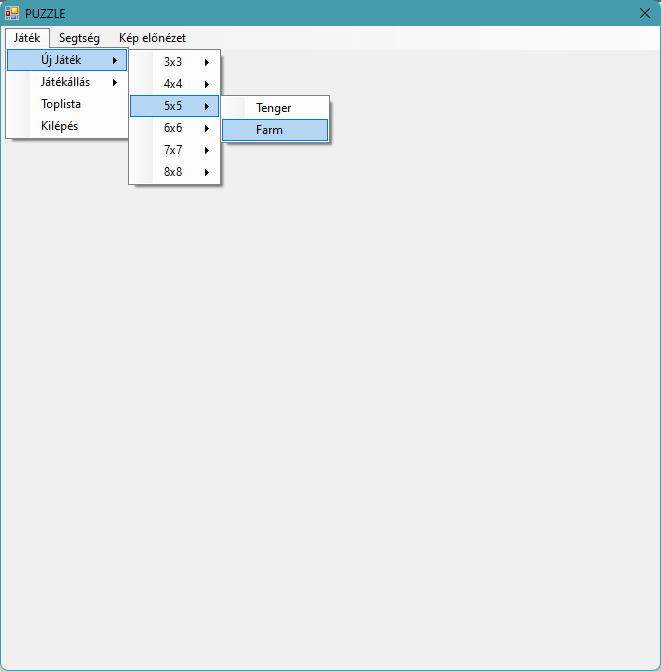 PUZZLE
Játék Segtség Kép előnézet
Új Játék
Játékállás
Toplista
Kilépés
3x3
4x4
5x5
6x6
7x7
8x8
Tenger
Farm